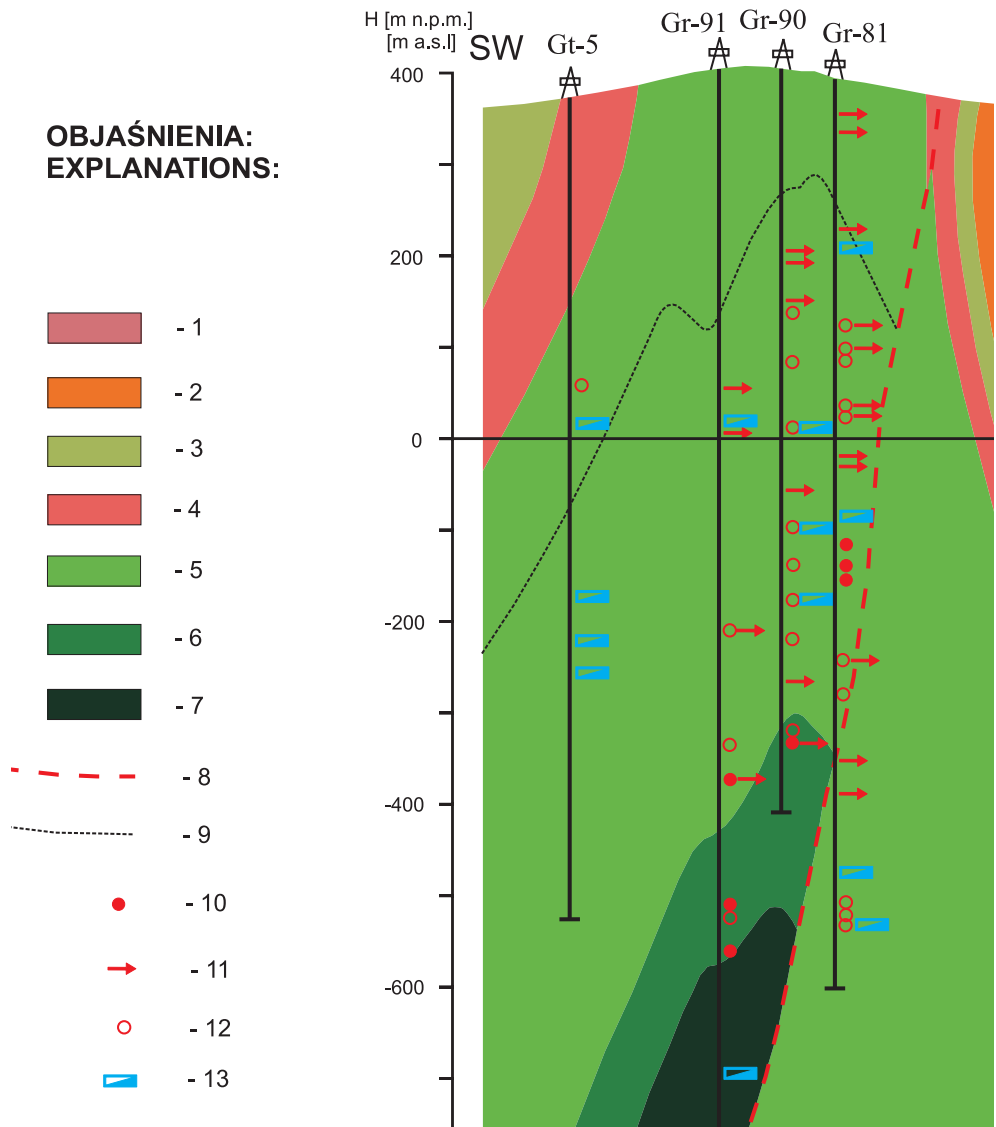 H [m n.p.m.]
[m a.s.l]
SW
Gt-5
Gr-91
Gr-90
Gr-81
400
200
0
-200
-400
-600
OBJAŚNIENIA:
EXPLANATIONS:
- 1
- 2
- 3
- 4
- 5
- 6
- 7
- 8
- 9
- 10
- 11
- 12
- 13